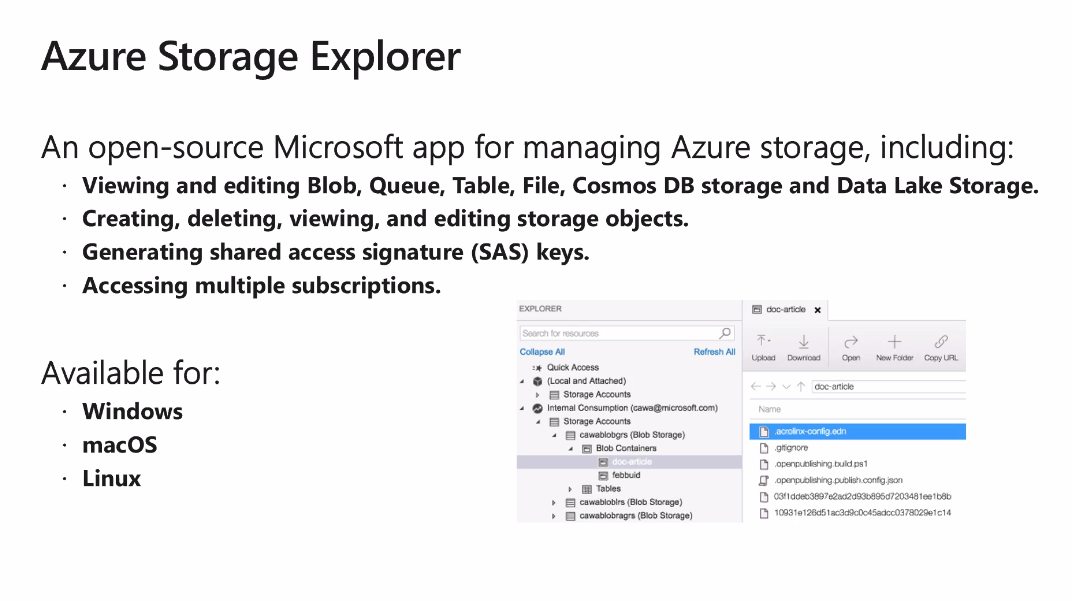 Azure Storage Explorer
An open-source Microsoft app for managing Azure storage, including:
· Viewing and editing Blob, Queue, Table, File, Cosmos DB storage and Data Lake Storage.
· Creating, deleting, viewing, and editing storage objects.
· Generating shared access signature (SAS) keys.
· Accessing multiple subscriptions.
Available for:
· Windows
· macOS
· Linux
EXPLORER
Search for resources
Collapse All Refresh All
Quick Access
(Local and Attached)
Storage Accounts
Internal Consumption (cawa@microsoft.com)
Storage Accounts
cawablobgrs (Blob Storage)
Blob Containers
doc-article
febbuid
Tables
cawabloblrs (Blob Storage)
cawablobragrs (Blob Storage)
doc-article
Upload Download Open New Folder Copy URL
doc-article
Name
.acrolinx-config.edn
.gitignore
.openpublishing.build.ps1
.openpublishing.publish.config.json
03f1ddeb3897e2ad2d93b895d7203481ee1b8b
10931e126d51ac3d9c0c45adcc0378029e1c14